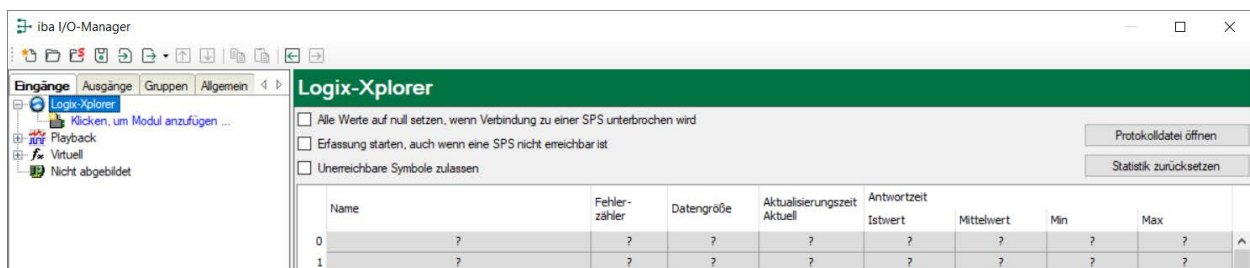 iba I/O-Manager
Eingänge Ausgänge Gruppen Allgemein
Logix-Xplorer
Klicken, um Modul anzufügen ...
Playback
Virtuell
Nicht abgebildet
Logix-Xplorer
Alle Werte auf null setzen, wenn Verbindung zu einer SPS unterbrochen wird
Erfassung starten, auch wenn eine SPS nicht erreichbar ist
Unerreichbare Symbole zulassen
Protokolldatei öffnen
Statistik zurücksetzen
Name Fehler-zähler Datengröße Aktualisierungszeit Aktuell Antwortzeit
Istwert Mittelwert Min Max
0 ? ? ? ? ? ? ? ?
1 ? ? ? ? ? ? ? ?